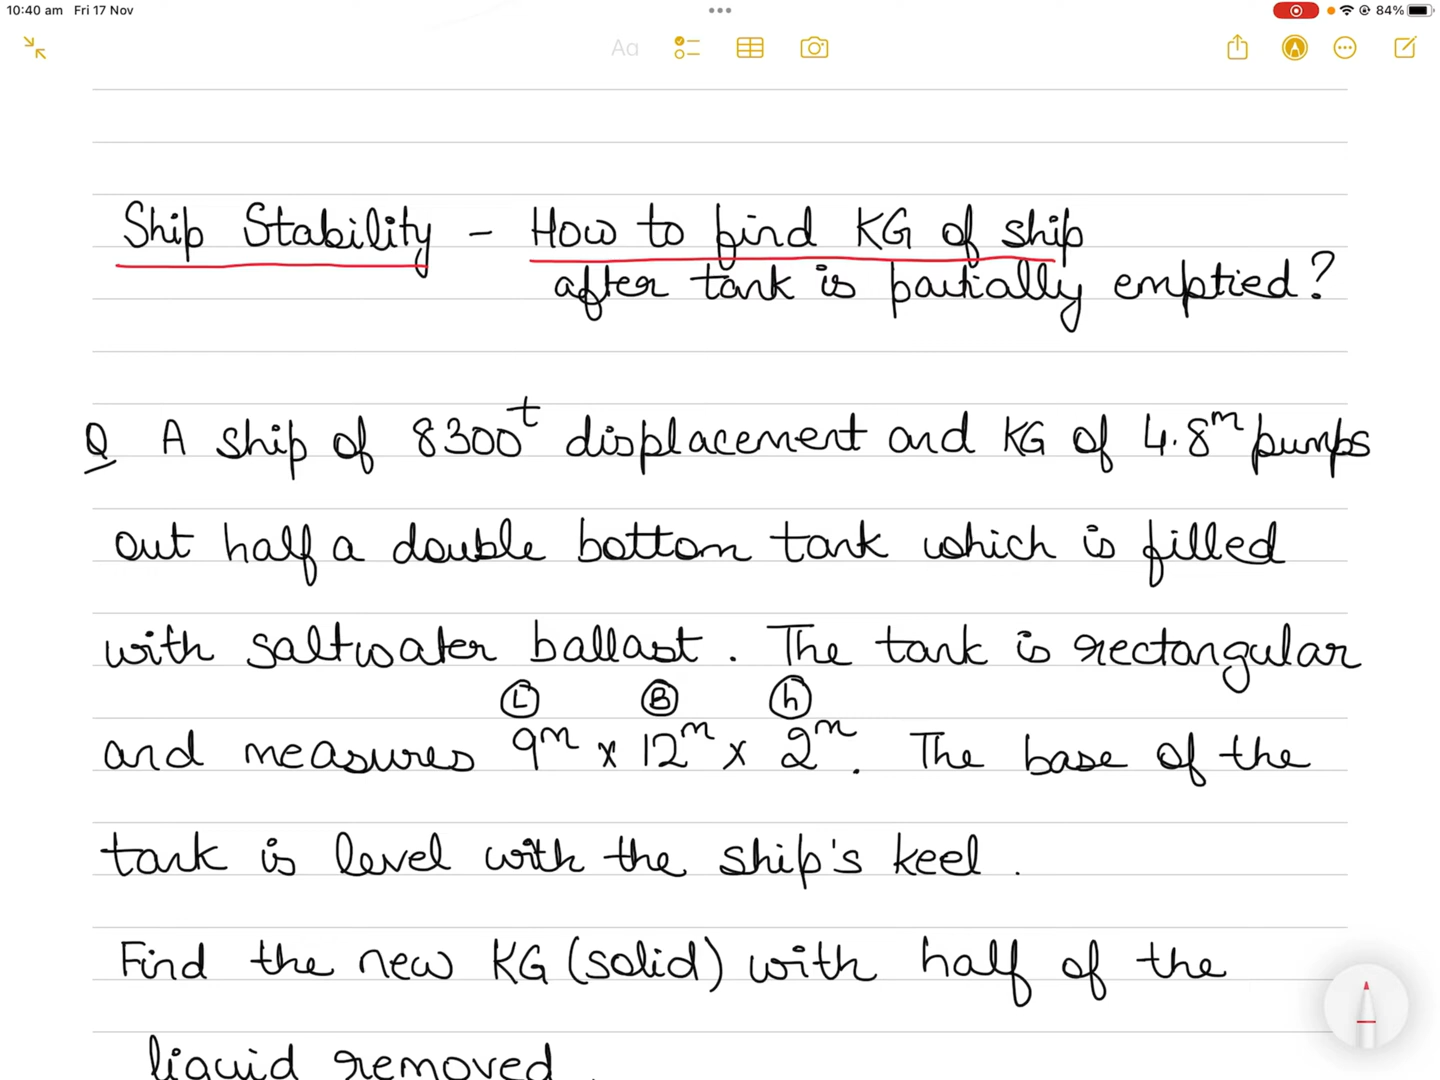 10:40 am Fri 17 Nov
84%
Aa
Ship Stability - How to find KG of ship
after tank is partially emptied?
Q A ship of 8300t displacement and KG of 4.8m pumps
out half a double bottom tank which is filled
with saltwater ballast. The tank is rectangular
L B h
and measures 9m x 12m x 2m. The base of the
tank is level with the ship's keel.
Find the new KG (solid) with half of the
liquid removed.